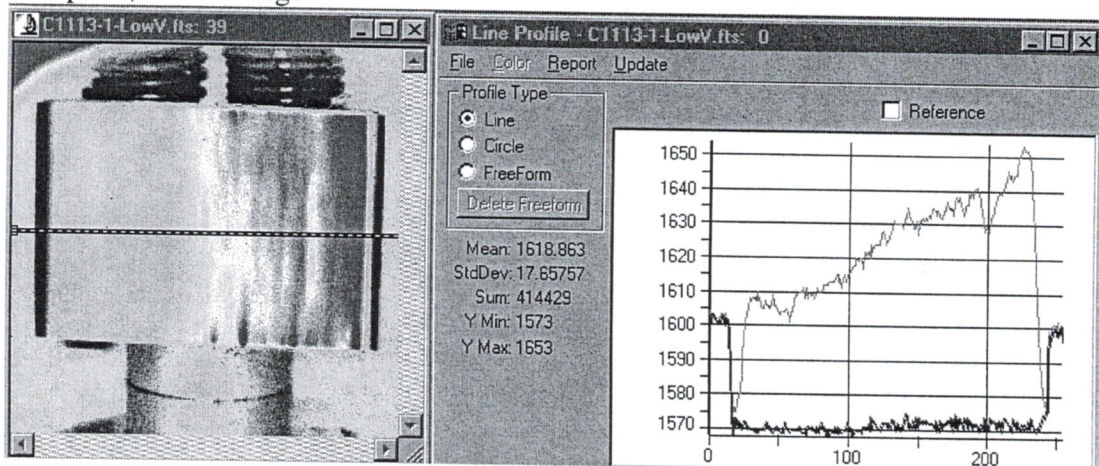 C1113-1-LowV.fts: 39
Line Profile - C1113-1-LowV.fts: 0
File Color Report Update
Profile Type
Line
Circle
FreeForm
Delete Freeform
Reference
Mean: 1618.863
StdDev: 17.65757
Sum: 414429
Y Min: 1573
Y Max: 1653
1650
1640
1630
1620
1610
1600
1590
1580
1570
0
100
200